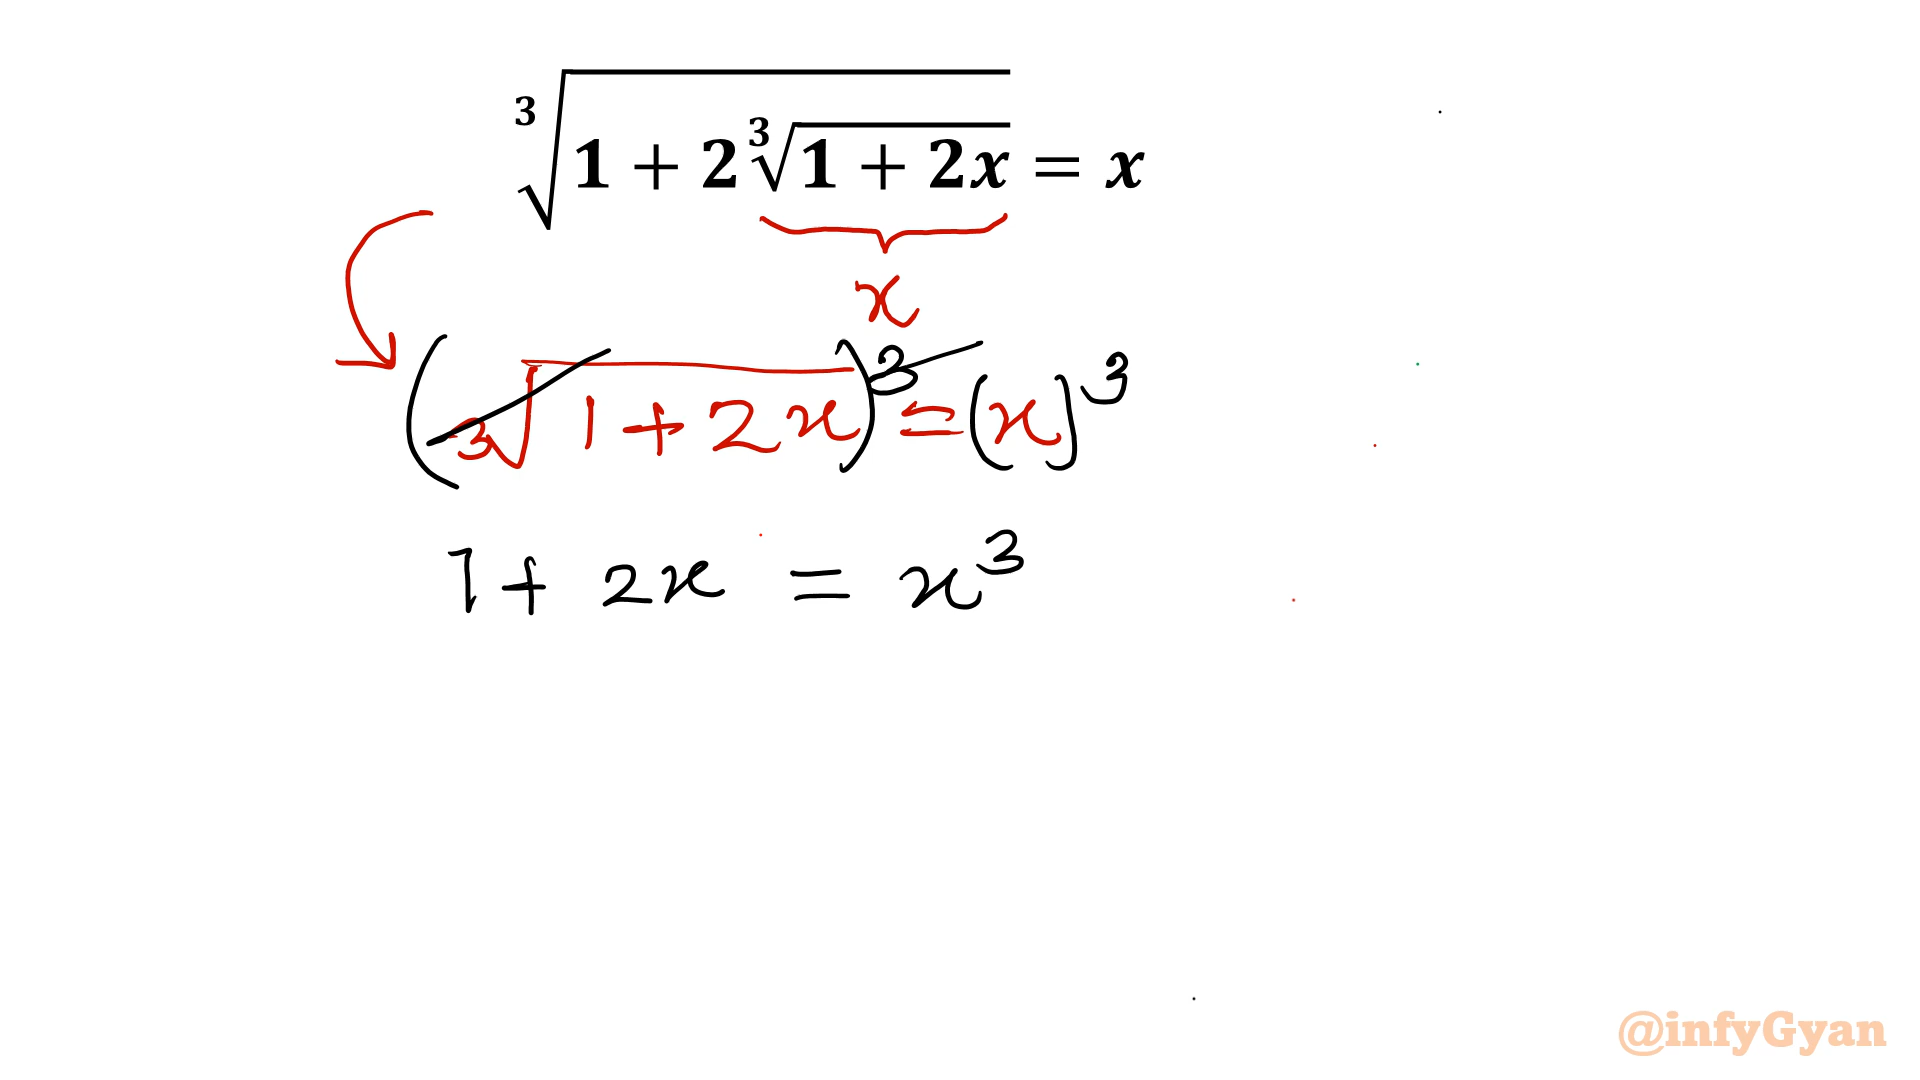 ∛(1 + 2∛(1 + 2x)) = x
x
(∛(1 + 2x))³ = (x)³
1 + 2x = x³
@infyGyan